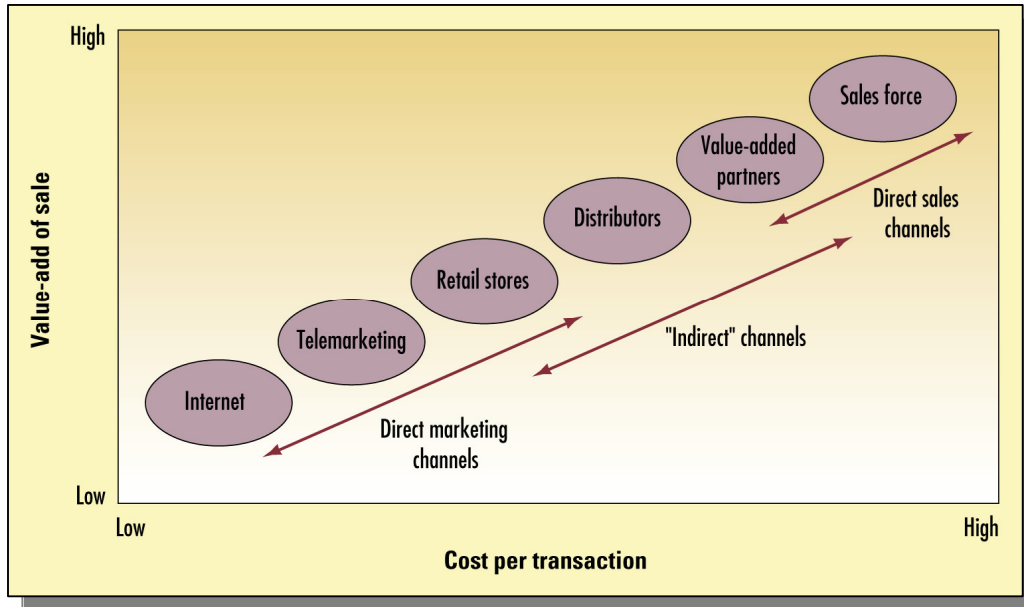 High
Sales force
Value-added
partners
Direct sales
channels
Distributors
Retail stores
"Indirect" channels
Telemarketing
Internet
Direct marketing
channels
Value-add of sale
Low
Low
High
Cost per transaction